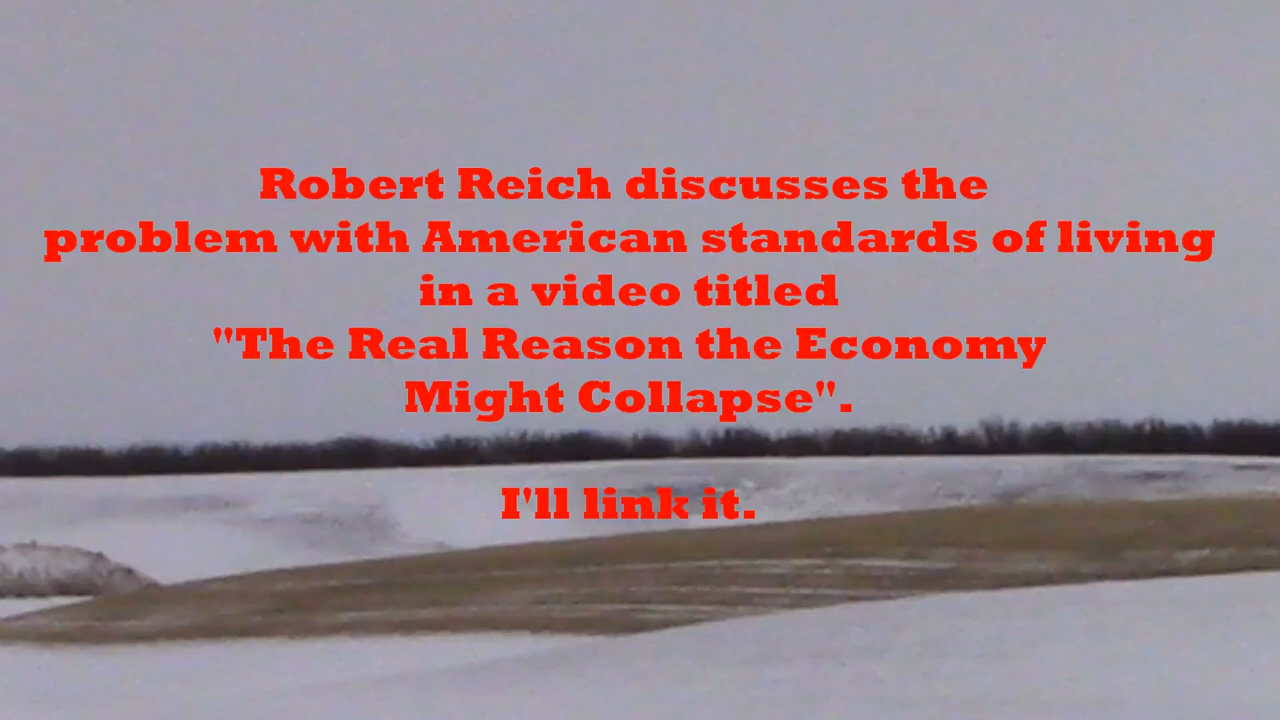 Robert Reich discusses the
problem with American standards of living
in a video titled
"The Real Reason the Economy
Might Collapse".
I'll link it.